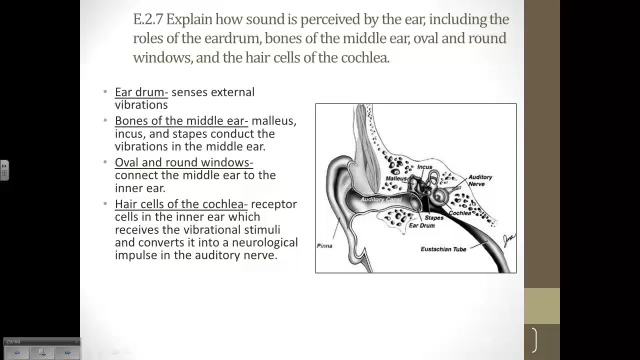 E.2.7 Explain how sound is perceived by the ear, including the
roles of the eardrum, bones of the middle ear, oval and round
windows, and the hair cells of the cochlea.
• Ear drum- senses external
vibrations
• Bones of the middle ear- malleus,
incus, and stapes conduct the
vibrations in the middle ear.
• Oval and round windows-
connect the middle ear to the
inner ear.
• Hair cells of the cochlea- receptor
cells in the inner ear which
receives the vibrational stimuli
and converts it into a neurological
impulse in the auditory nerve.
Incus
Malleus
Auditory
Nerve
Auditory Canal
Cochlea
Stapes
Ear Drum
Pinna
Eustachian Tube